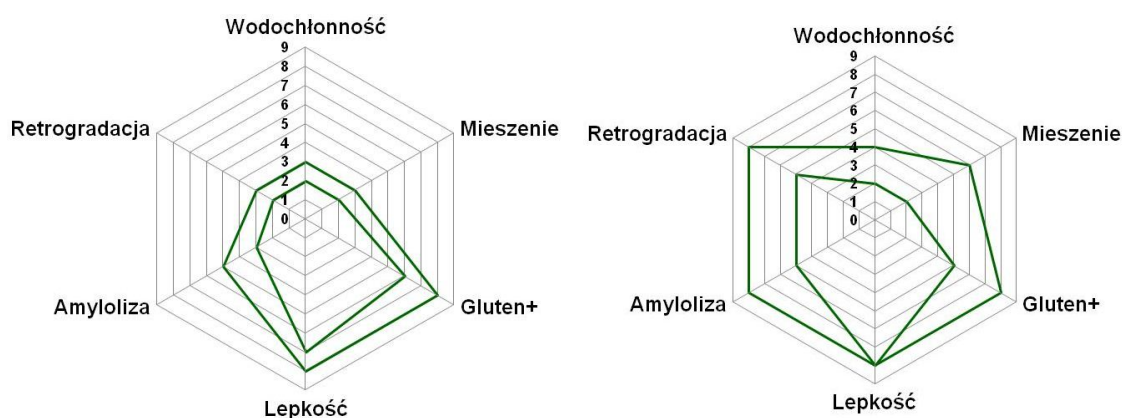 Wodochłonność
9
8
7
6
5
4
3
2
1
0
Retrogradacja
Mieszenie
Amyloliza
Gluten+
Lepkość
Wodochłonność
9
8
7
6
5
4
3
2
1
0
Retrogradacja
Mieszenie
Amyloliza
Gluten+
Lepkość